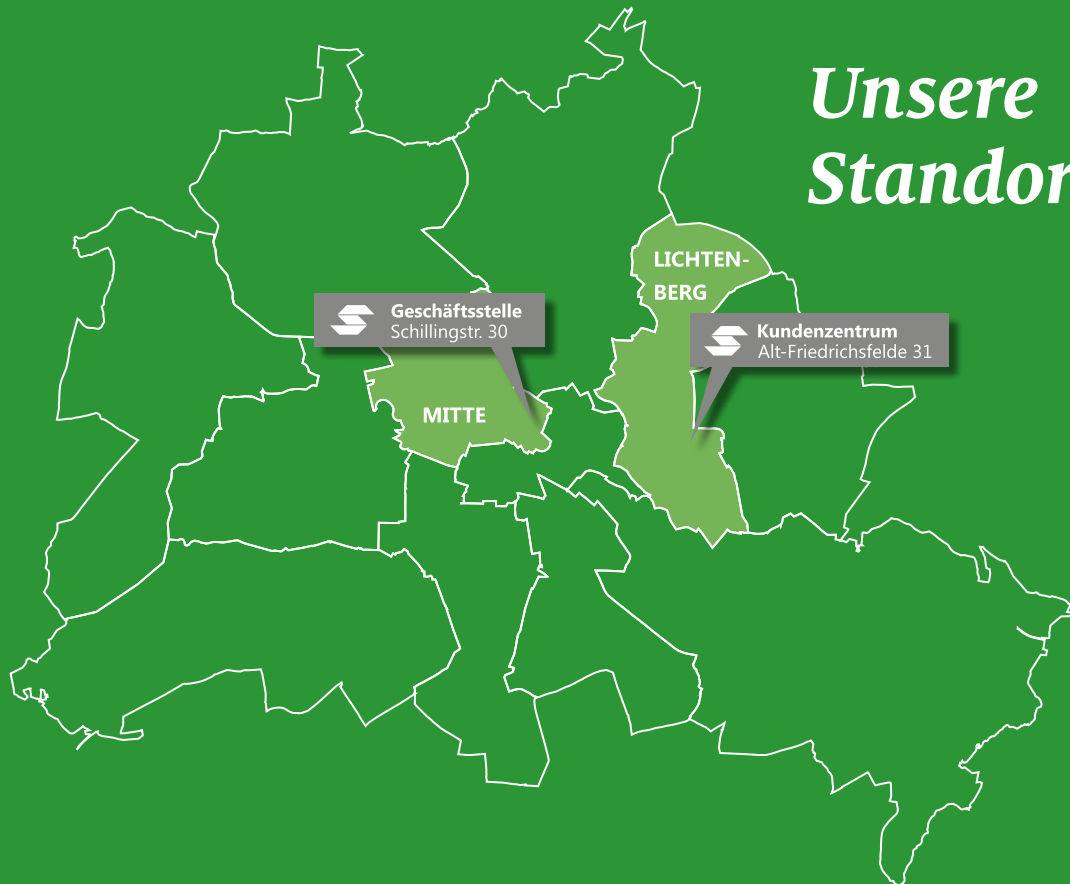 Unsere
Standor
LICHTEN-
BERG
Geschäftsstelle
Schillingstr. 30
Kundenzentrum
Alt-Friedrichsfelde 31
MITTE